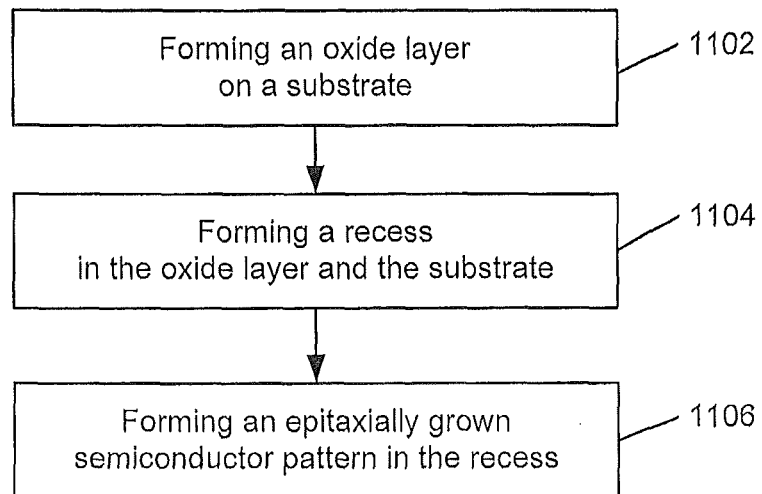 Forming an oxide layer
on a substrate
1102
Forming a recess
in the oxide layer and the substrate
1104
Forming an epitaxially grown
semiconductor pattern in the recess
1106